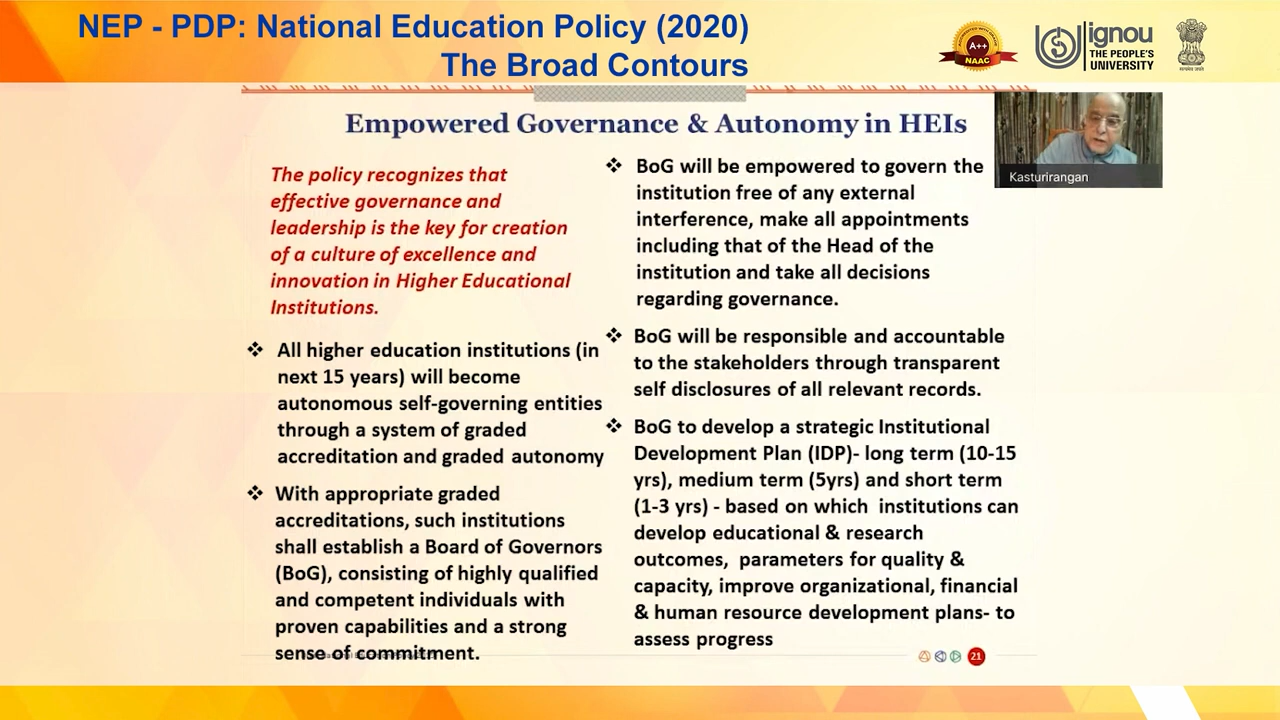 NEP - PDP: National Education Policy (2020)
The Broad Contours
A++
NAAC
ignou
THE PEOPLE'S
UNIVERSITY
सत्यमेव जयते
Empowered Governance & Autonomy in HEIs
Kasturirangan
The policy recognizes that
effective governance and
leadership is the key for creation
of a culture of excellence and
innovation in Higher Educational
Institutions.
❖ All higher education institutions (in
next 15 years) will become
autonomous self-governing entities
through a system of graded
accreditation and graded autonomy
❖ With appropriate graded
accreditations, such institutions
shall establish a Board of Governors
(BoG), consisting of highly qualified
and competent individuals with
proven capabilities and a strong
sense of commitment.
❖ BoG will be empowered to govern the
institution free of any external
interference, make all appointments
including that of the Head of the
institution and take all decisions
regarding governance.
❖ BoG will be responsible and accountable
to the stakeholders through transparent
self disclosures of all relevant records.
❖ BoG to develop a strategic Institutional
Development Plan (IDP)- long term (10-15
yrs), medium term (5yrs) and short term
(1-3 yrs) - based on which institutions can
develop educational & research
outcomes, parameters for quality &
capacity, improve organizational, financial
& human resource development plans- to
assess progress
21